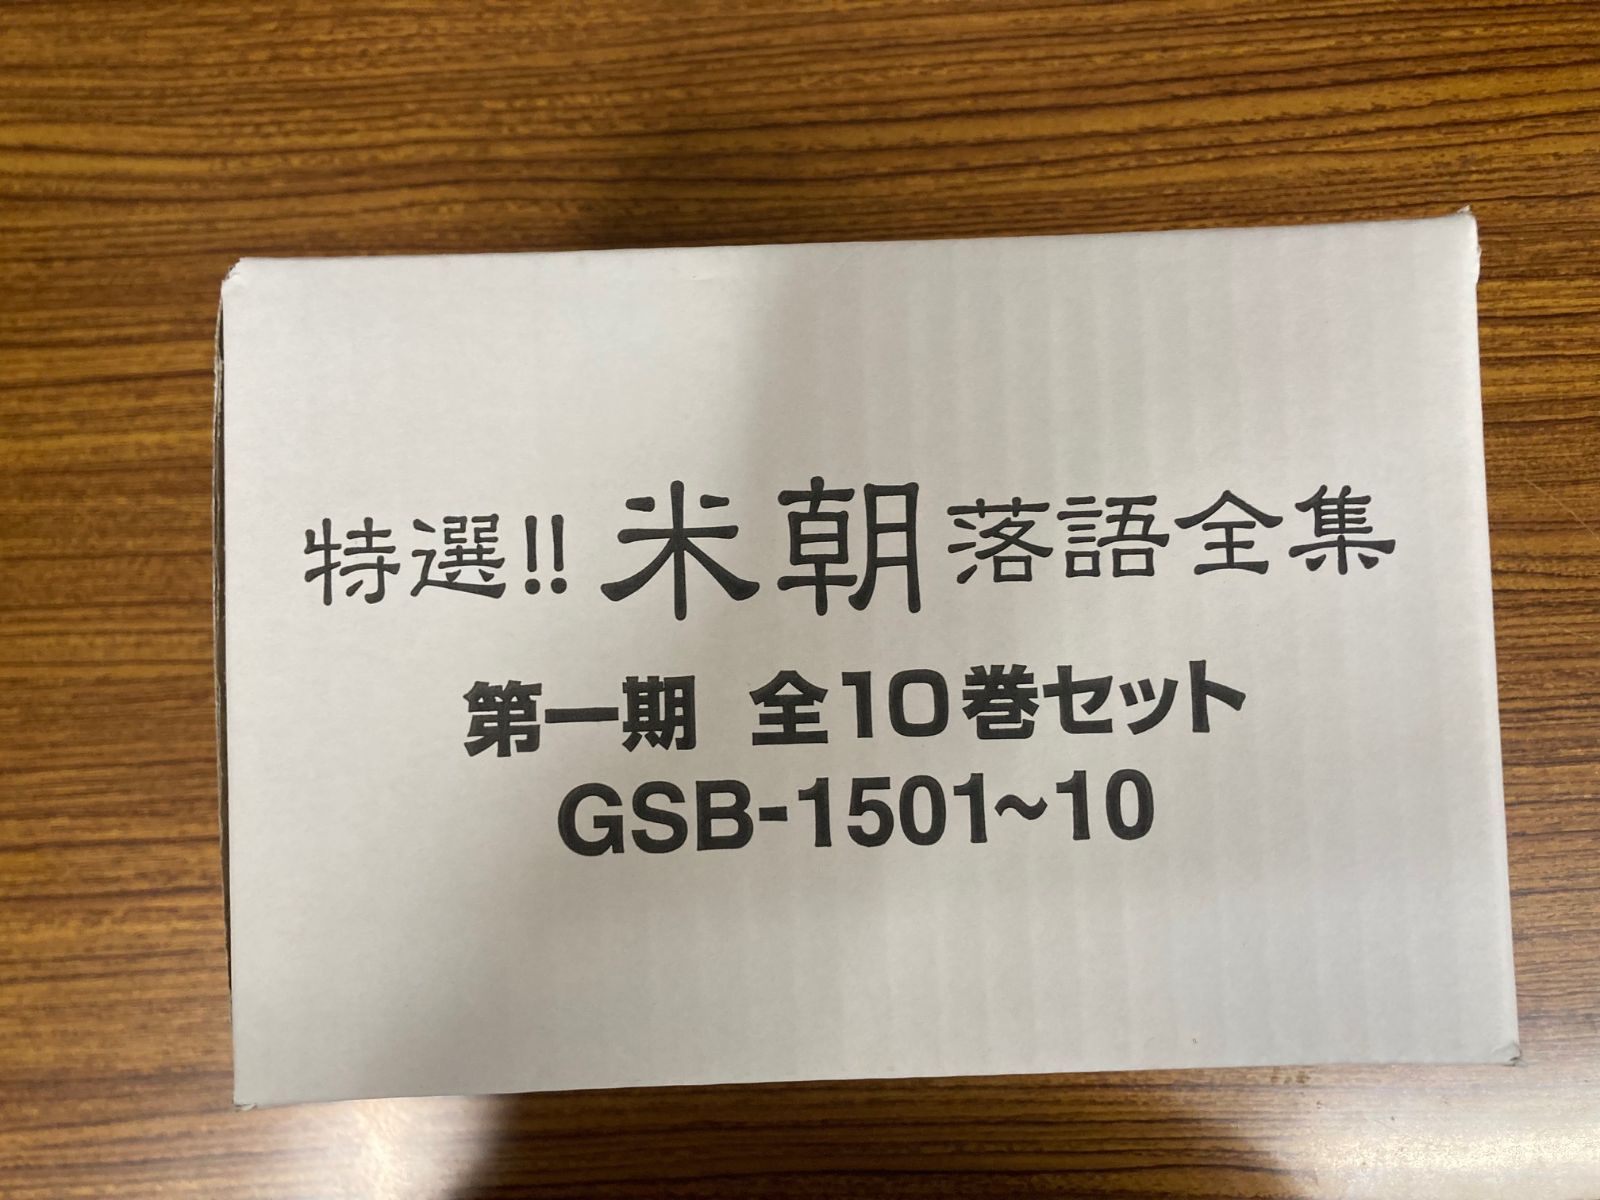 特選!! 米朝落語全集
第一期 全10巻セット
GSB-1501~10